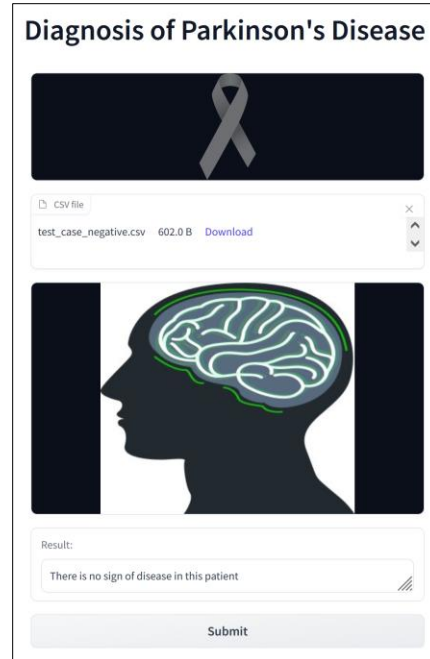 Diagnosis of Parkinson's Disease
CSV file
test_case_negative.csv 602.0 B Download
Result:
There is no sign of disease in this patient
Submit